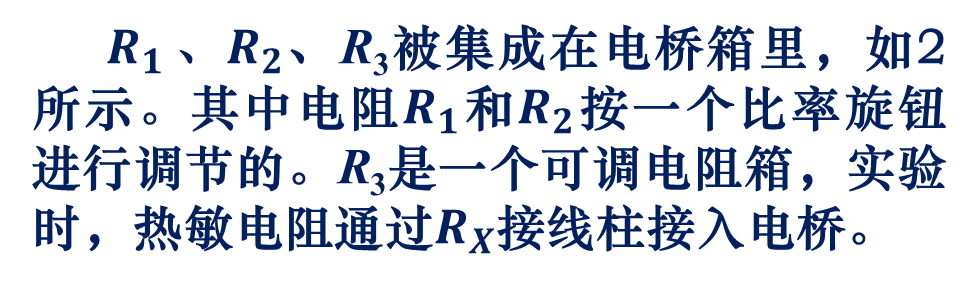 R₁、R₂、R₃被集成在电桥箱里，如2
所示。其中电阻R₁和R₂按一个比率旋钮
进行调节的。R₃是一个可调电阻箱，实验
时，热敏电阻通过Rₓ接线柱接入电桥。